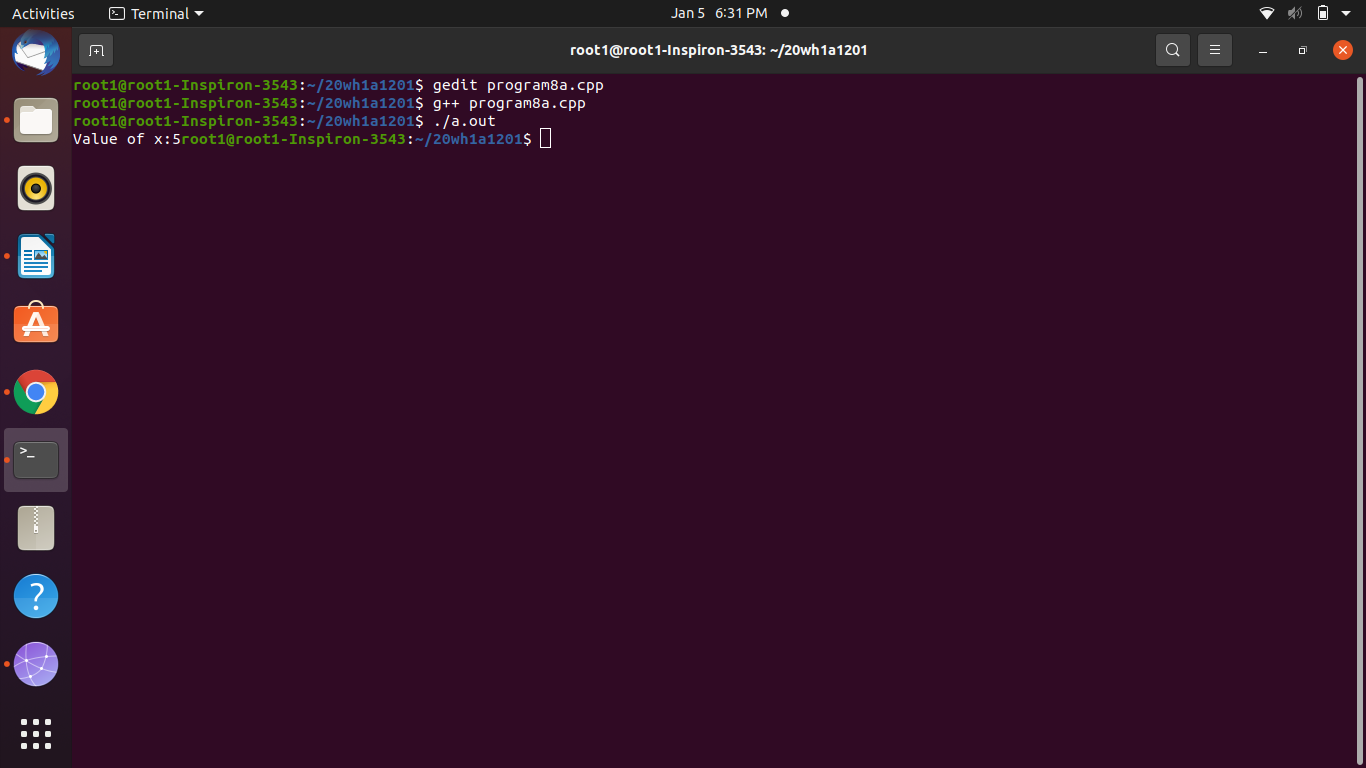 Activities
Terminal
Jan 5 6:31 PM
root1@root1-Inspiron-3543: ~/20wh1a1201
root1@root1-Inspiron-3543:~/20wh1a1201$ gedit program8a.cpp
root1@root1-Inspiron-3543:~/20wh1a1201$ g++ program8a.cpp
root1@root1-Inspiron-3543:~/20wh1a1201$ ./a.out
Value of x:5root1@root1-Inspiron-3543:~/20wh1a1201$